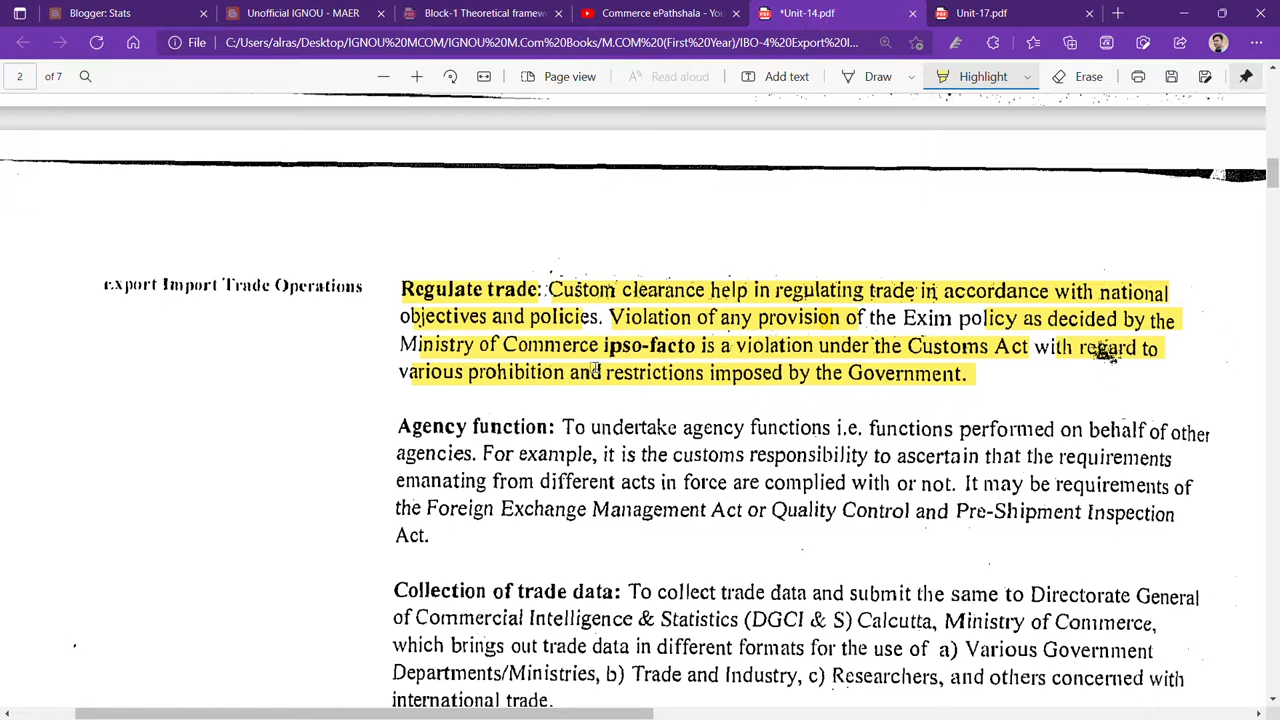 Blogger: Stats
Unofficial IGNOU - MAER
Block-1 Theoretical framew
Commerce ePathshala - You
*Unit-14.pdf
Unit-17.pdf
File
C:/Users/alras/Desktop/IGNOU%20MCOM/IGNOU%20M.Com%20Books/M.COM%20(First%20Year)/IBO-4%20Export%20I...
2 of 7
Page view
Read aloud
Add text
Draw
Highlight
Erase
export Import Trade Operations
Regulate trade: Custom clearance help in regulating trade in accordance with national
objectives and policies. Violation of any provision of the Exim policy as decided by the
Ministry of Commerce ipso-facto is a violation under the Customs Act with regard to
various prohibition and restrictions imposed by the Government.
Agency function: To undertake agency functions i.e. functions performed on behalf of other
agencies. For example, it is the customs responsibility to ascertain that the requirements
emanating from different acts in force are complied with or not. It may be requirements of
the Foreign Exchange Management Act or Quality Control and Pre-Shipment Inspection
Act.
Collection of trade data: To collect trade data and submit the same to Directorate General
of Commercial Intelligence & Statistics (DGCI & S) Calcutta, Ministry of Commerce,
which brings out trade data in different formats for the use of a) Various Government
Departments/Ministries, b) Trade and Industry, c) Researchers, and others concerned with
international trade.